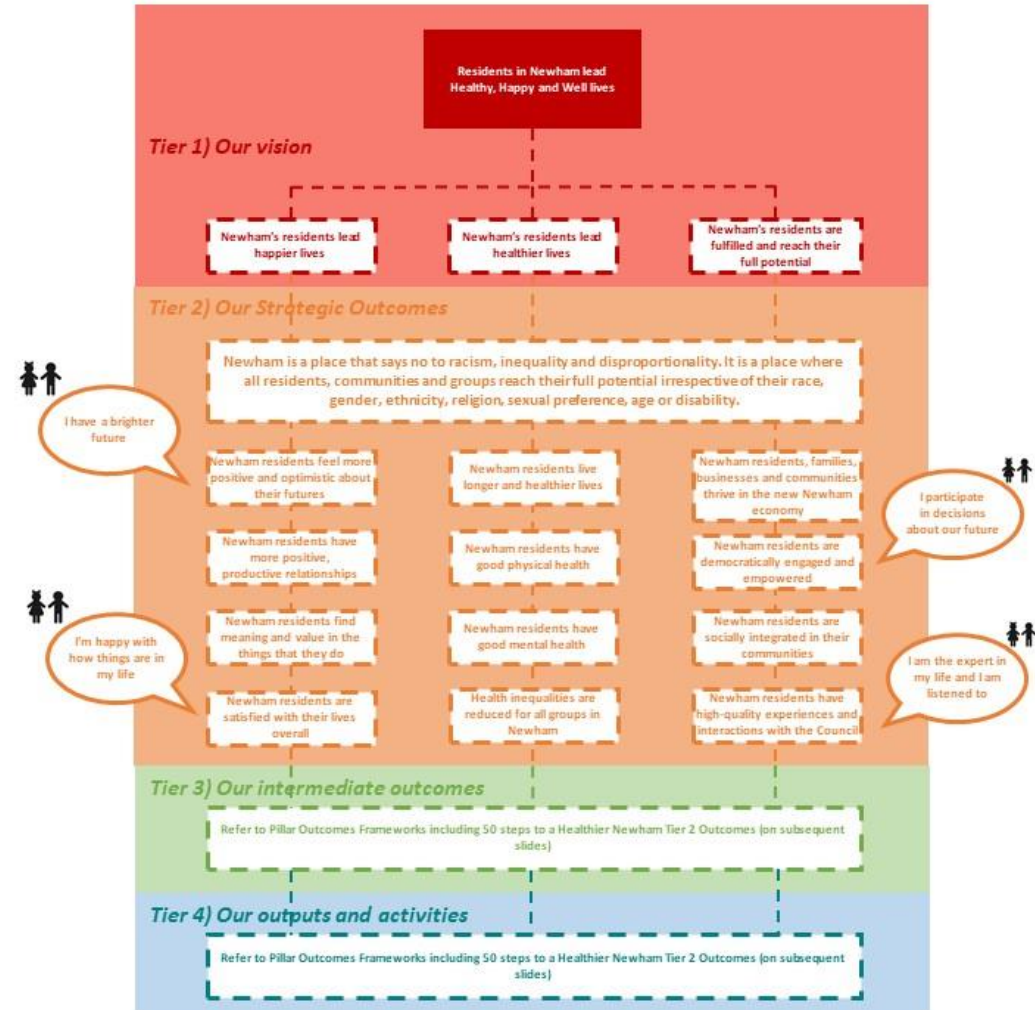 Residents in Newham lead
Healthy, Happy and Well lives
Tier 1) Our vision
Newham's residents lead
happier lives
Newham's residents lead
healthier lives
Newham's residents are
fulfilled and reach their
full potential
Tier 2) Our Strategic Outcomes
Newham is a place that says no to racism, inequality and disproportionality. It is a place where
all residents, communities and groups reach their full potential irrespective of their race,
gender, ethnicity, religion, sexual preference, age or disability.
I have a brighter
future
Newham residents feel more
positive and optimistic about
their futures
Newham residents live
longer and healthier lives
Newham residents, families,
businesses and communities
thrive in the new Newham
economy
I participate
in decisions
about our future
Newham residents have
more positive,
productive relationships
Newham residents have
good physical health
Newham residents are
democratically engaged and
empowered
I'm happy with
how things are in
my life
Newham residents find
meaning and value in the
things that they do
Newham residents have
good mental health
Newham residents are
socially integrated in their
communities
I am the expert in
my life and I am
listened to
Newham residents are
satisfied with their lives
overall
Health inequalities are
reduced for all groups in
Newham
Newham residents have
high-quality experiences and
interactions with the Council
Tier 3) Our intermediate outcomes
Refer to Pillar Outcomes Frameworks including 50 steps to a Healthier Newham Tier 2 Outcomes (on subsequent
slides)
Tier 4) Our outputs and activities
Refer to Pillar Outcomes Frameworks including 50 steps to a Healthier Newham Tier 2 Outcomes (on subsequent
slides)